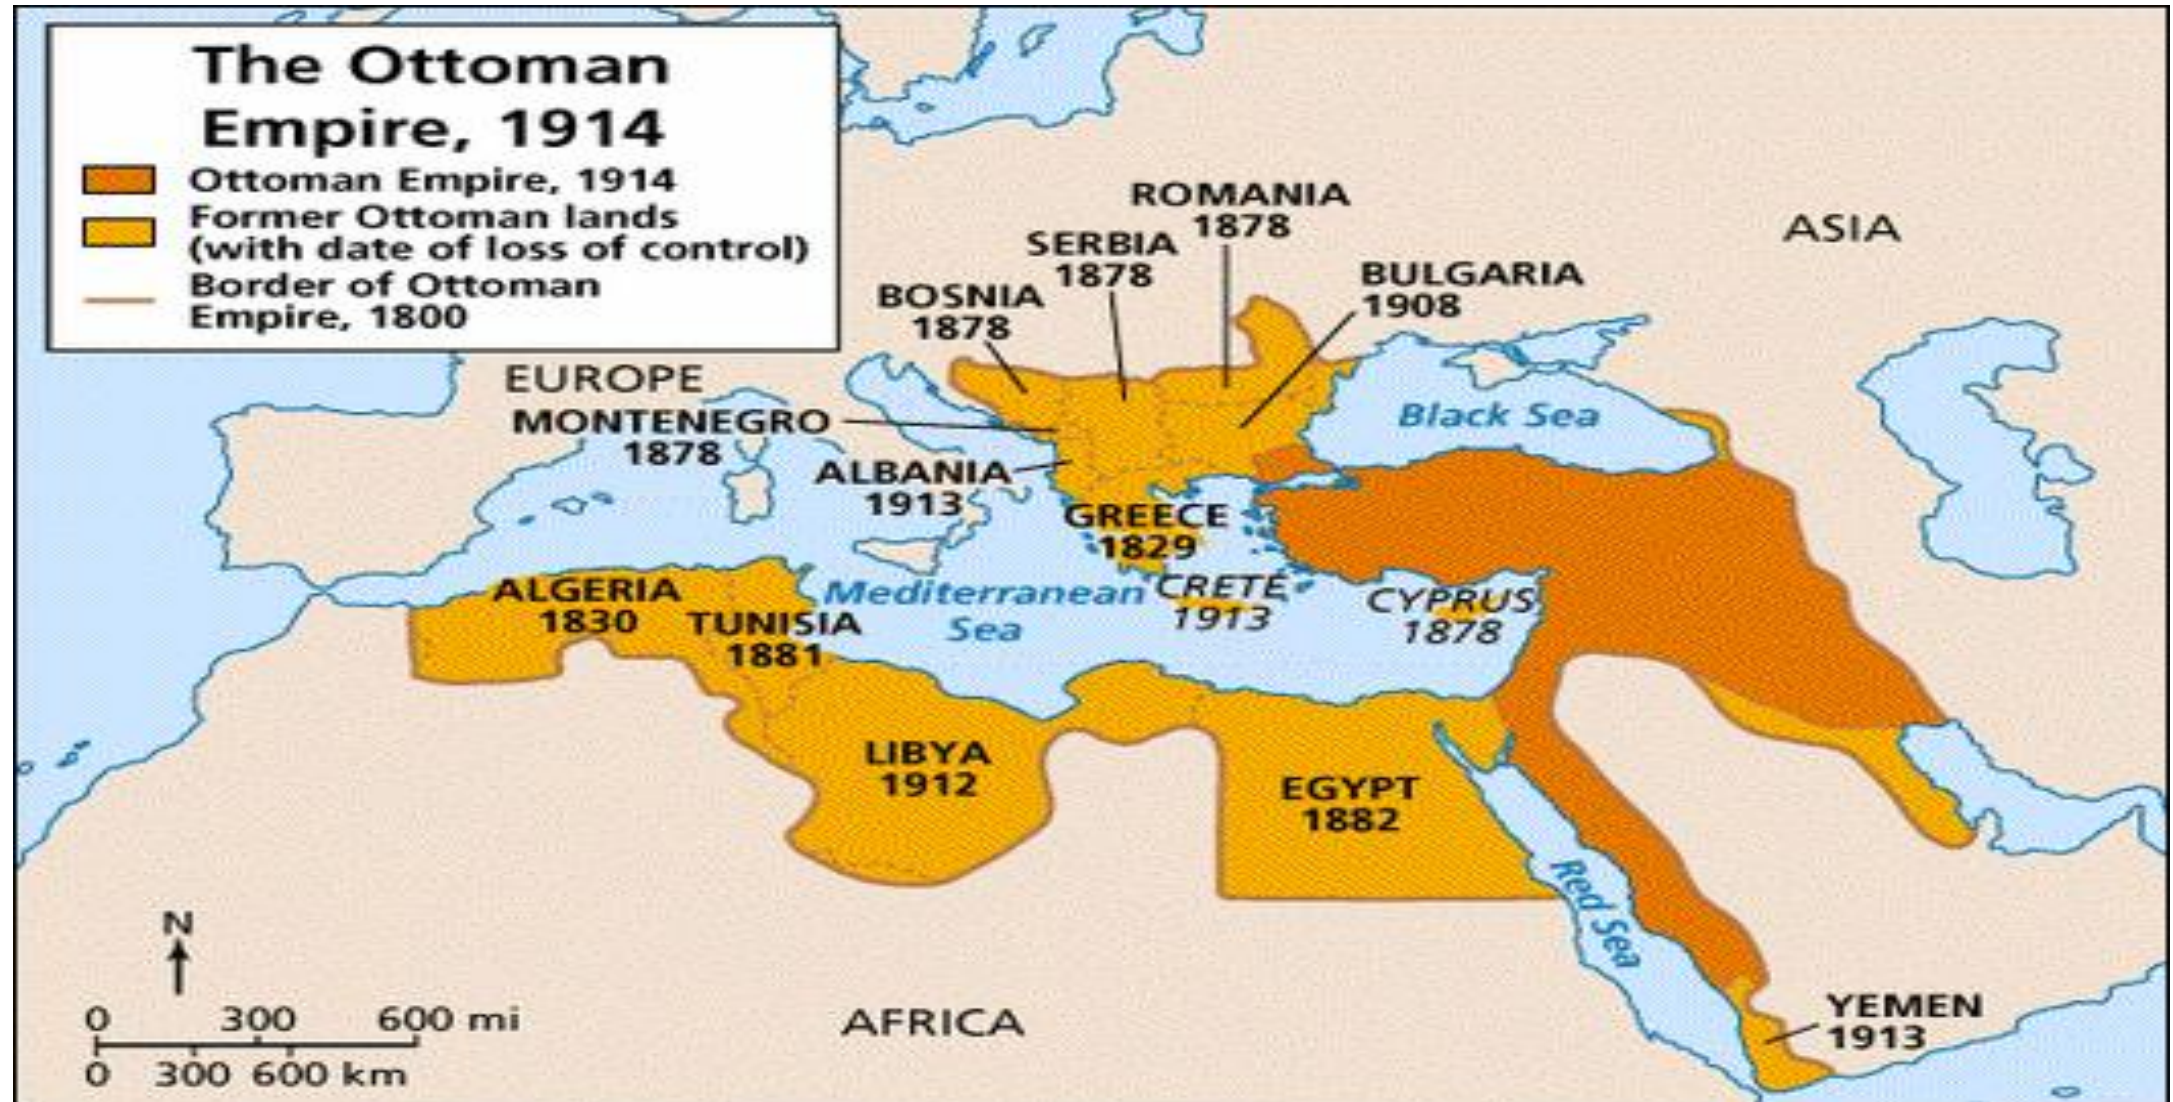 The Ottoman
Empire, 1914
Ottoman Empire, 1914
Former Ottoman lands
(with date of loss of control)
Border of Ottoman
Empire, 1800
ROMANIA
1878
SERBIA
1878
BOSNIA
1878
BULGARIA
1908
ASIA
EUROPE
MONTENEGRO
1878
ALBANIA
1913
Black Sea
GREECE
1829
ALGERIA
1830
TUNISIA
1881
Mediterranean
Sea
CRETE
1913
CYPRUS
1878
LIBYA
1912
EGYPT
1882
Red Sea
N
0 300 600 mi
0 300 600 km
AFRICA
YEMEN
1913